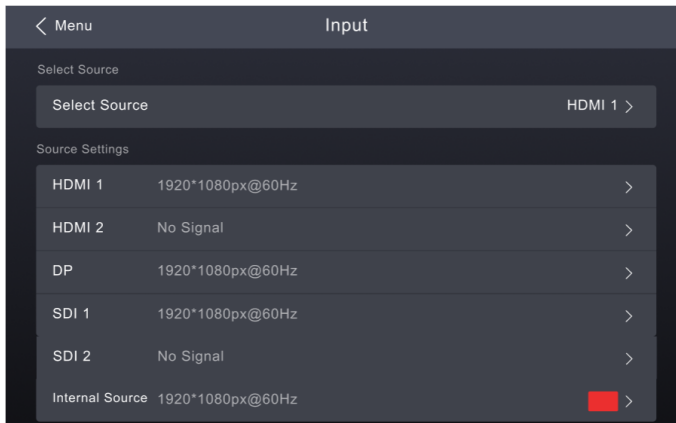 Menu
Input
Select Source
Select Source HDMI 1
Source Settings
HDMI 1 1920*1080px@60Hz
HDMI 2 No Signal
DP 1920*1080px@60Hz
SDI 1 1920*1080px@60Hz
SDI 2 No Signal
Internal Source 1920*1080px@60Hz